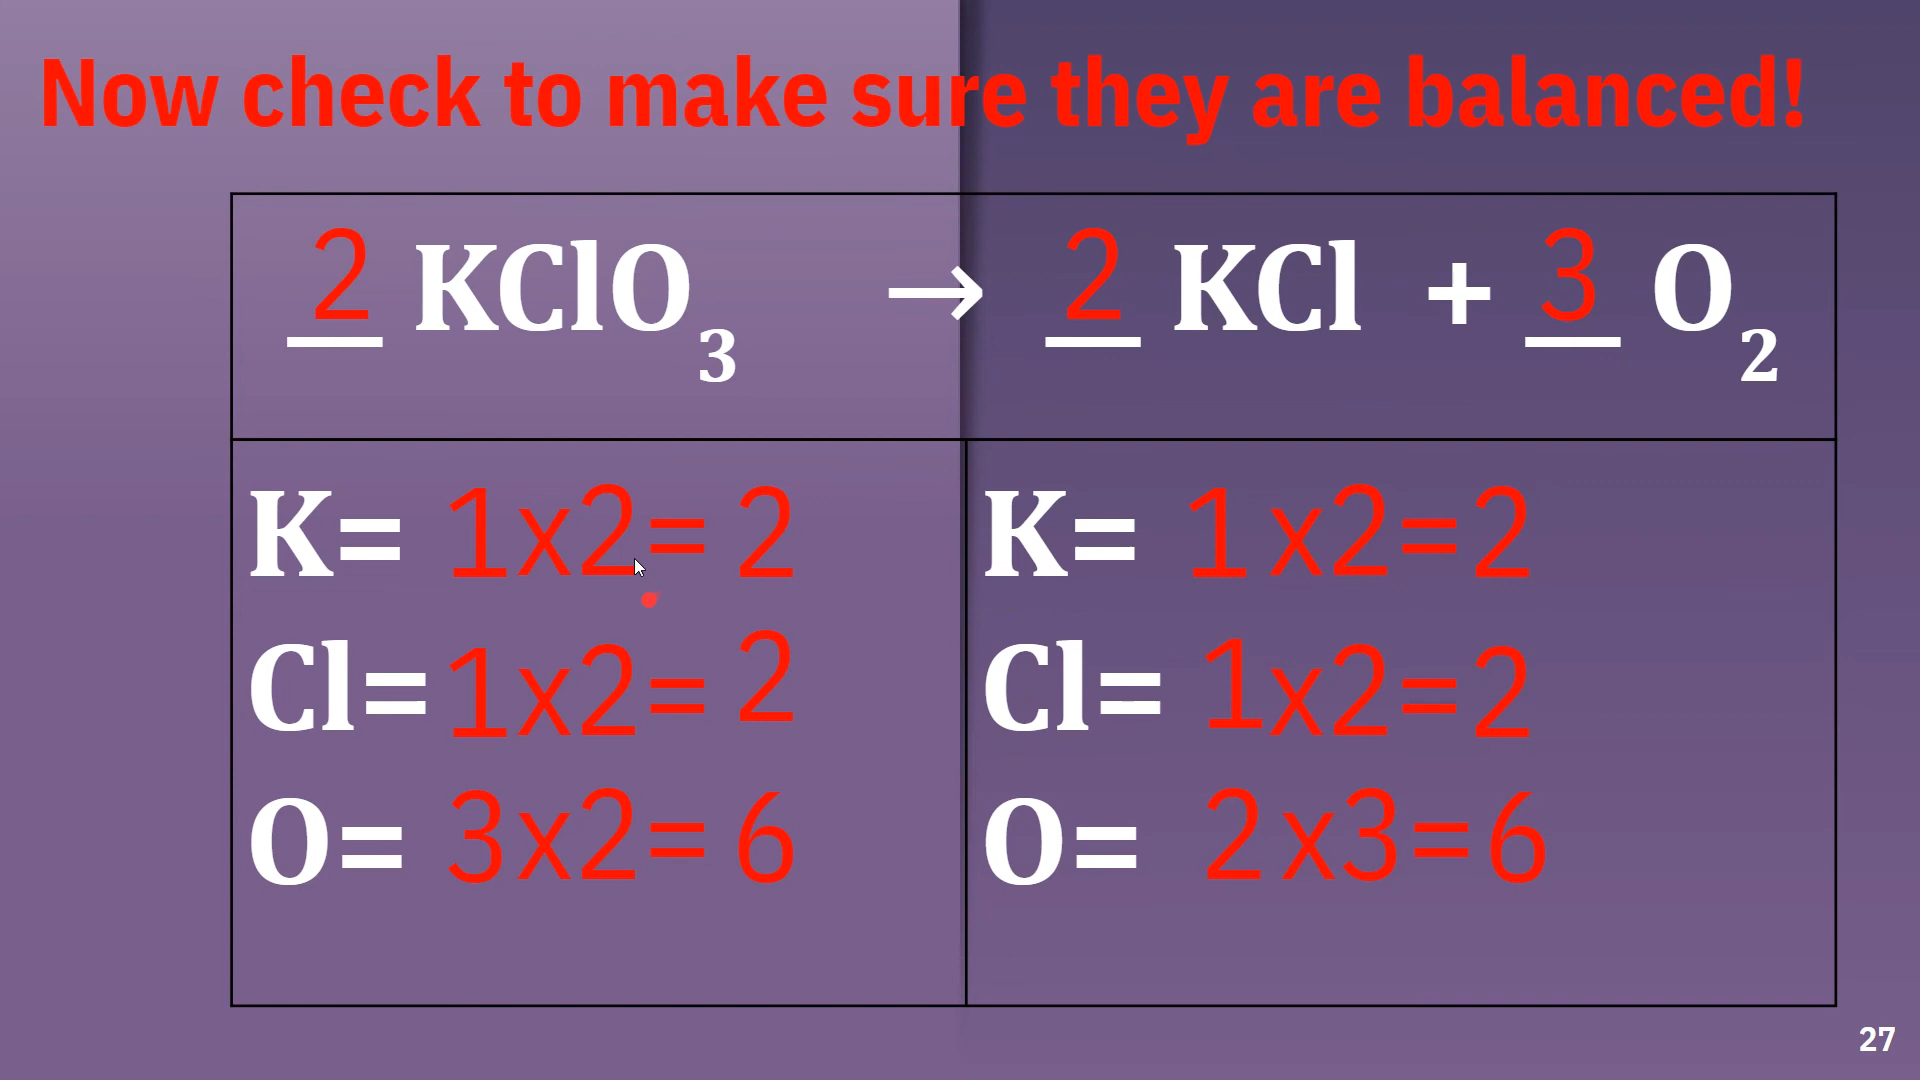 Now check to make sure they are balanced!
2 KClO3 → 2 KCl + 3 O2
K= 1x2= 2
Cl= 1x2= 2
O= 3x2= 6
K= 1x2=2
Cl= 1x2=2
O= 2x3=6
27